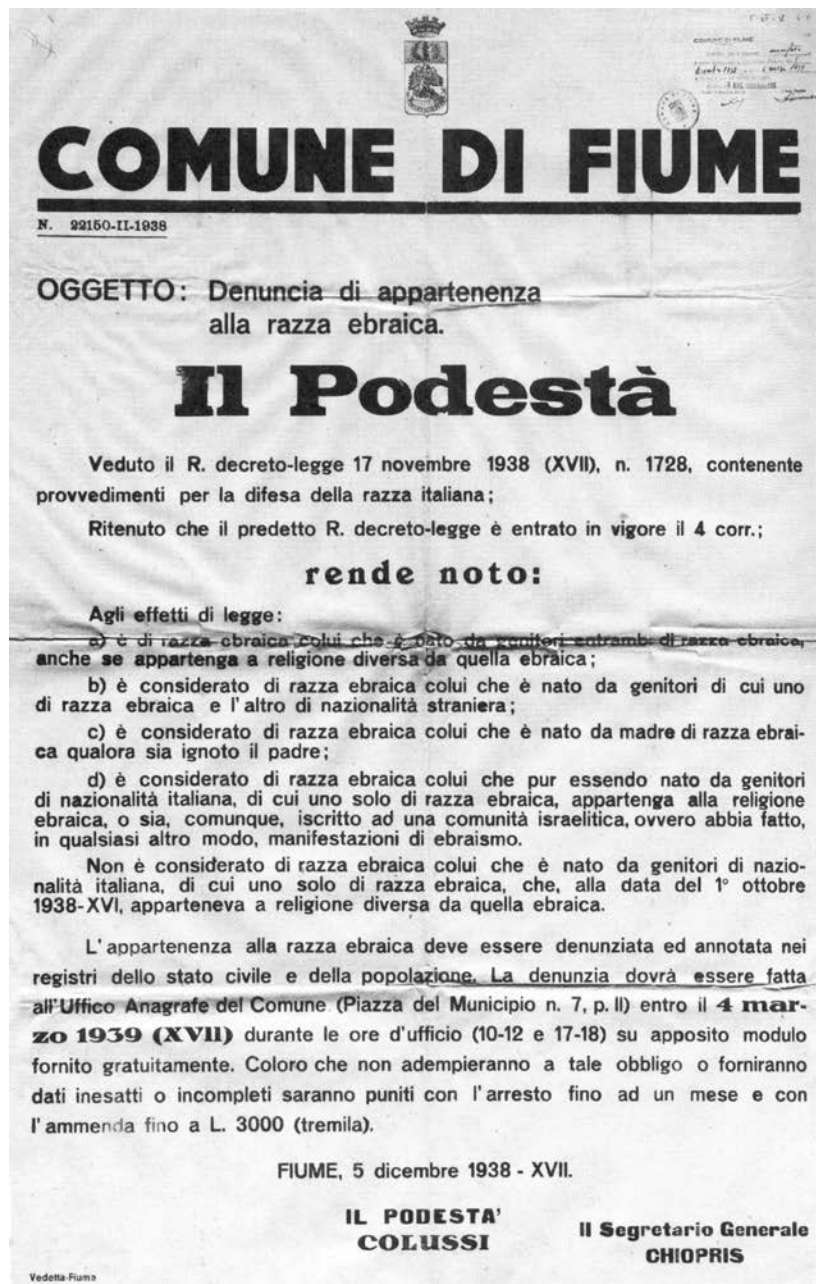 COMUNE DI FIUME
COMUNE DI FIUME
N. 22150-II-1938
OGGETTO: Denuncia di appartenenza
alla razza ebraica.
Il Podestà
Veduto il R. decreto-legge 17 novembre 1938 (XVII), n. 1728, contenente
provvedimenti per la difesa della razza italiana;
Ritenuto che il predetto R. decreto-legge è entrato in vigore il 4 corr.;
rende noto:
Agli effetti di legge:
a) è di razza ebraica colui che è nato da genitori entrambi di razza ebraica,
anche se appartenga a religione diversa da quella ebraica;
b) è considerato di razza ebraica colui che è nato da genitori di cui uno
di razza ebraica e l'altro di nazionalità straniera;
c) è considerato di razza ebraica colui che è nato da madre di razza ebrai-
ca qualora sia ignoto il padre;
d) è considerato di razza ebraica colui che pur essendo nato da genitori
di nazionalità italiana, di cui uno solo di razza ebraica, appartenga alla religione
ebraica, o sia, comunque, iscritto ad una comunità israelitica, ovvero abbia fatto,
in qualsiasi altro modo, manifestazioni di ebraismo.
Non è considerato di razza ebraica colui che è nato da genitori di nazio-
nalità italiana, di cui uno solo di razza ebraica, che, alla data del 1° ottobre
1938-XVI, apparteneva a religione diversa da quella ebraica.
L'appartenenza alla razza ebraica deve essere denunziata ed annotata nei
registri dello stato civile e della popolazione. La denunzia dovrà essere fatta
all'Uffico Anagrafe del Comune (Piazza del Municipio n. 7, p. II) entro il 4 mar-
zo 1939 (XVII) durante le ore d'ufficio (10-12 e 17-18) su apposito modulo
fornito gratuitamente. Coloro che non adempieranno a tale obbligo o forniranno
dati inesatti o incompleti saranno puniti con l'arresto fino ad un mese e con
l'ammenda fino a L. 3000 (tremila).
FIUME, 5 dicembre 1938 - XVII.
IL PODESTA'
COLUSSI
Il Segretario Generale
CHIOPRIS
Vedetta-Fiume